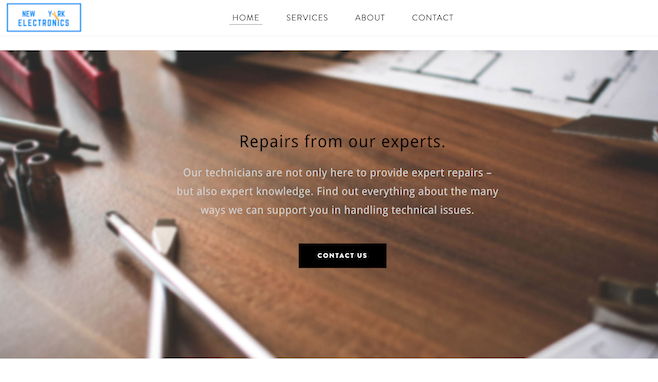 NEW YORK
ELECTRONICS
HOME SERVICES ABOUT CONTACT
Repairs from our experts.
Our technicians are not only here to provide expert repairs –
but also expert knowledge. Find out everything about the many
ways we can support you in handling technical issues.
CONTACT US